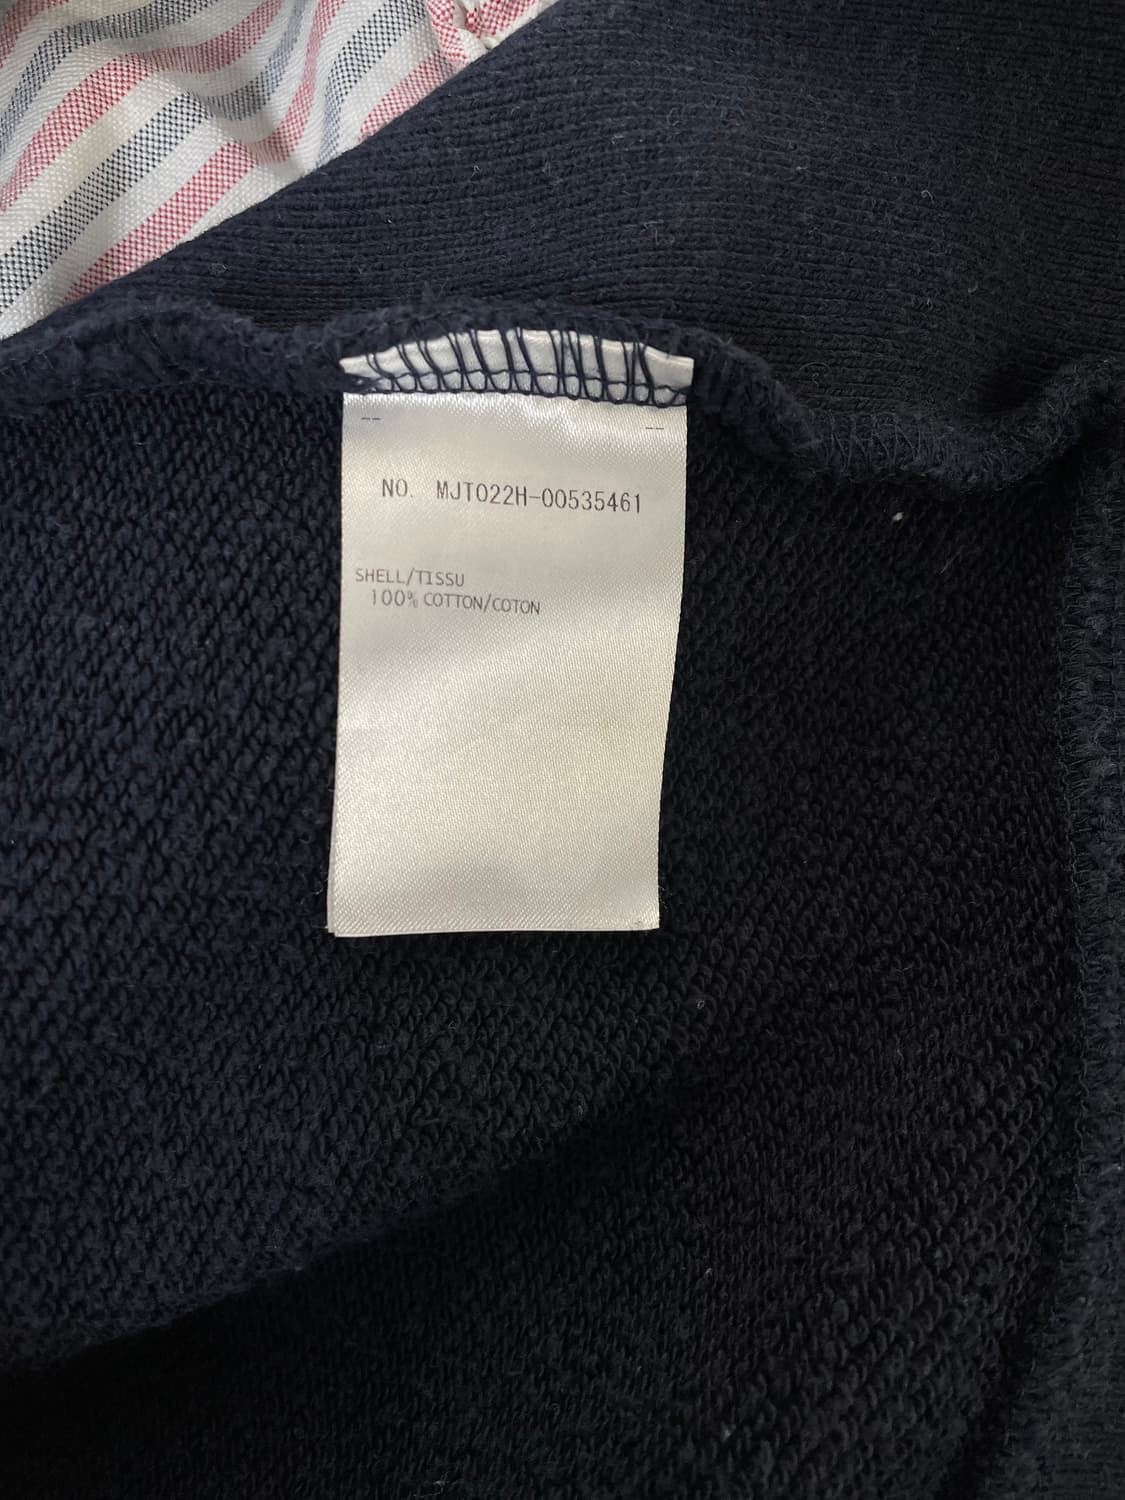 NO. MJT022H-00535461
SHELL/TISSU
100% COTTON/COTON